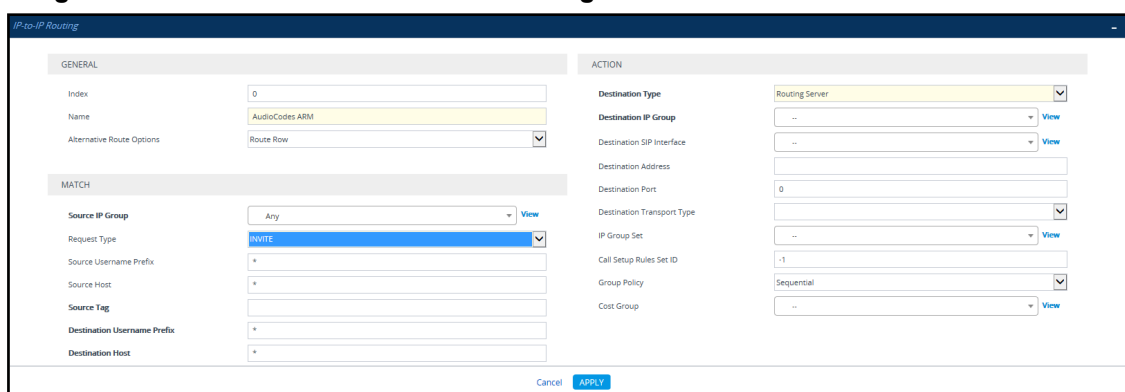 IP-to-IP Routing
GENERAL
Index 0
Name AudioCodes ARM
Alternative Route Options Route Row
MATCH
Source IP Group Any View
Request Type INVITE
Source Username Prefix *
Source Host *
Source Tag
Destination Username Prefix *
Destination Host *
ACTION
Destination Type Routing Server
Destination IP Group -- View
Destination SIP Interface -- View
Destination Address
Destination Port 0
Destination Transport Type
IP Group Set -- View
Call Setup Rules Set ID -1
Group Policy Sequential
Cost Group -- View
Cancel APPLY